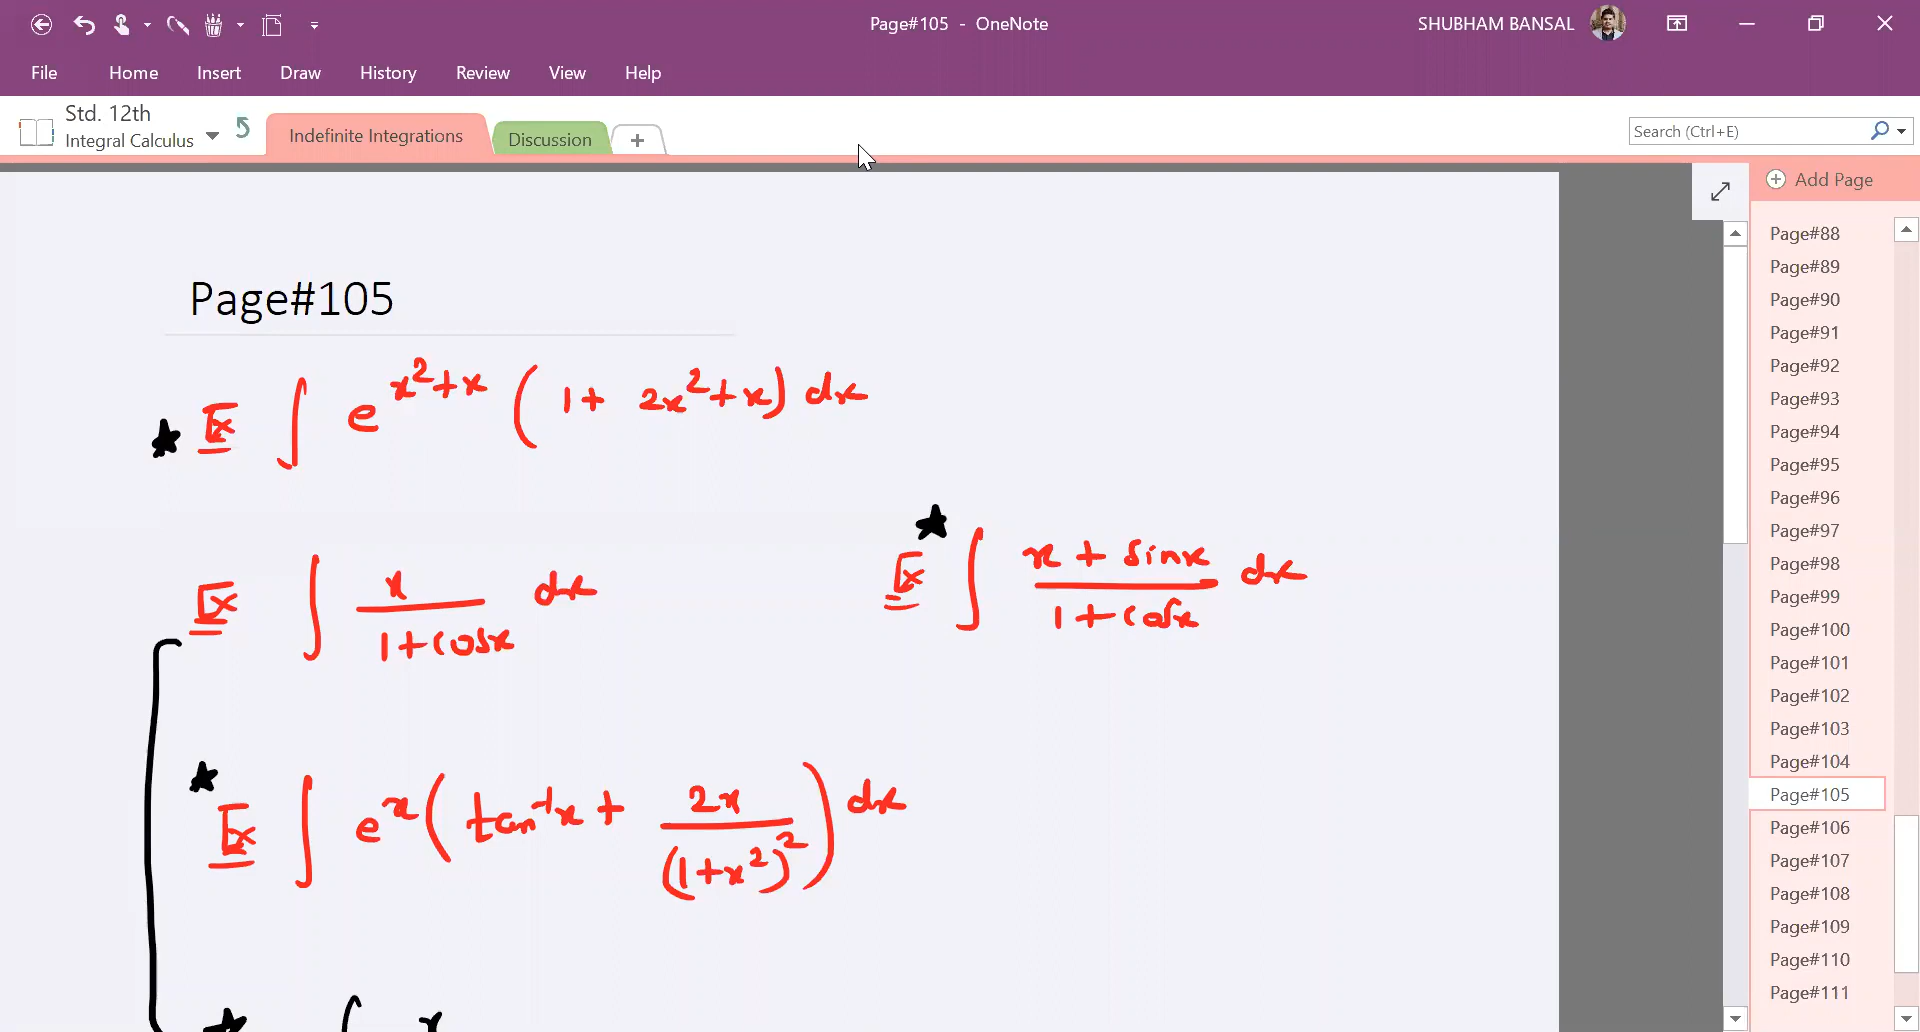 Page#105 - OneNote
SHUBHAM BANSAL
File Home Insert Draw History Review View Help
Std. 12th
Integral Calculus
Indefinite Integrations
Discussion
+
Search (Ctrl+E)
Add Page
Page#88
Page#89
Page#90
Page#91
Page#92
Page#93
Page#94
Page#95
Page#96
Page#97
Page#98
Page#99
Page#100
Page#101
Page#102
Page#103
Page#104
Page#105
Page#106
Page#107
Page#108
Page#109
Page#110
Page#111
Page#105
★ Ex ∫ e^(x²+x) (1 + 2x²+x) dx
Ex ∫ x/(1+cosx) dx
★ Ex ∫ (x + sinx)/(1+cosx) dx
★ Ex ∫ e^x (tan⁻¹x + 2x/(1+x²)²) dx